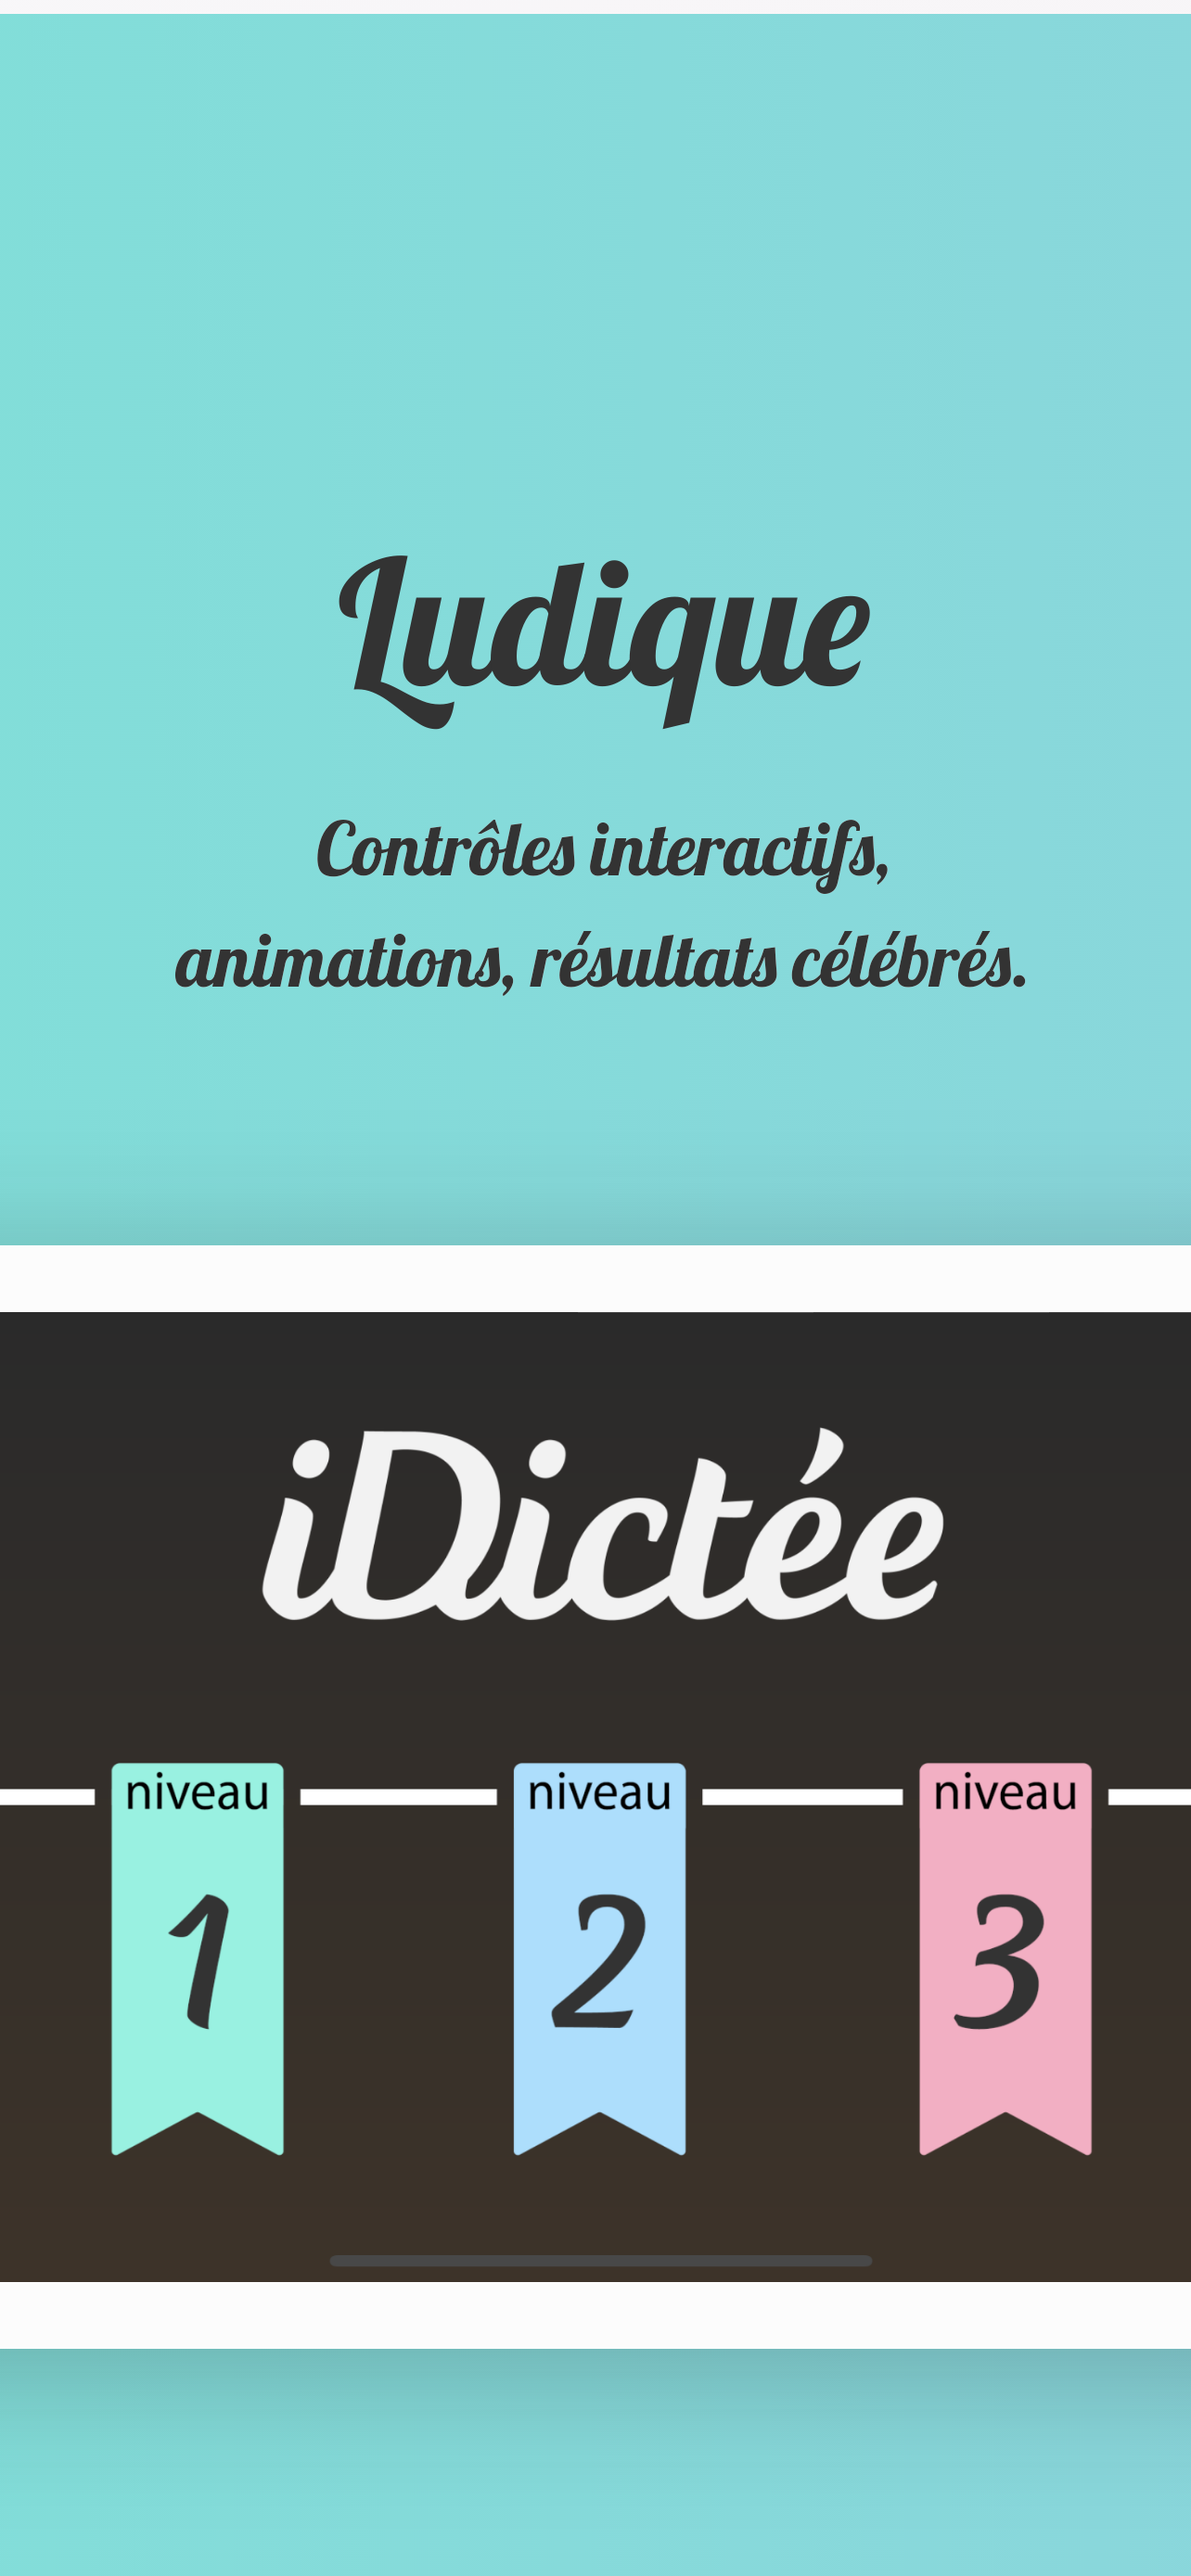 Ludique
Contrôles interactifs,
animations, résultats célébrés.
iDictée
niveau niveau niveau
1 2 3